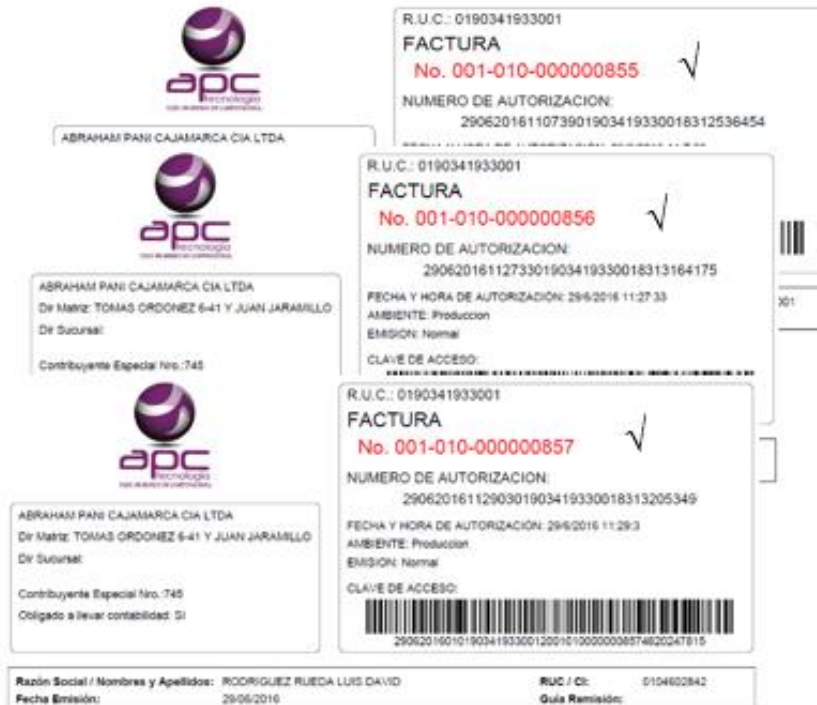 apc
tecnología
R.U.C.: 0190341933001
FACTURA
No. 001-010-000000855 √
NUMERO DE AUTORIZACION:
2906201611073901903419330018312536454
ABRAHAM PANI CAJAMARCA CIA LTDA
apc
tecnología
R.U.C.: 0190341933001
FACTURA
No. 001-010-000000856 √
NUMERO DE AUTORIZACION:
2906201611273301903419330018313164175
FECHA Y HORA DE AUTORIZACIÓN: 29/6/2016 11:27:33
AMBIENTE: Produccion
EMISION: Normal
CLAVE DE ACCESO:
ABRAHAM PANI CAJAMARCA CIA LTDA
Dir Matriz: TOMAS ORDONEZ 6-41 Y JUAN JARAMILLO
Dir Sucursal:
Contribuyente Especial Nro.:745
001
apc
tecnología
R.U.C.: 0190341933001
FACTURA
No. 001-010-000000857 √
NUMERO DE AUTORIZACION:
2906201611290301903419330018313205349
FECHA Y HORA DE AUTORIZACIÓN: 29/6/2016 11:29:3
AMBIENTE: Produccion
EMISION: Normal
CLAVE DE ACCESO:
ABRAHAM PANI CAJAMARCA CIA LTDA
Dir Matriz: TOMAS ORDONEZ 6-41 Y JUAN JARAMILLO
Dir Sucursal:
Contribuyente Especial Nro.:745
Obligado a llevar contabilidad: SI
Razón Social / Nombres y Apellidos: RODRIGUEZ RUEDA LUIS DAVID RUC / CI: 0104602842
Fecha Emisión: 29/06/2016 Guía Remisión: